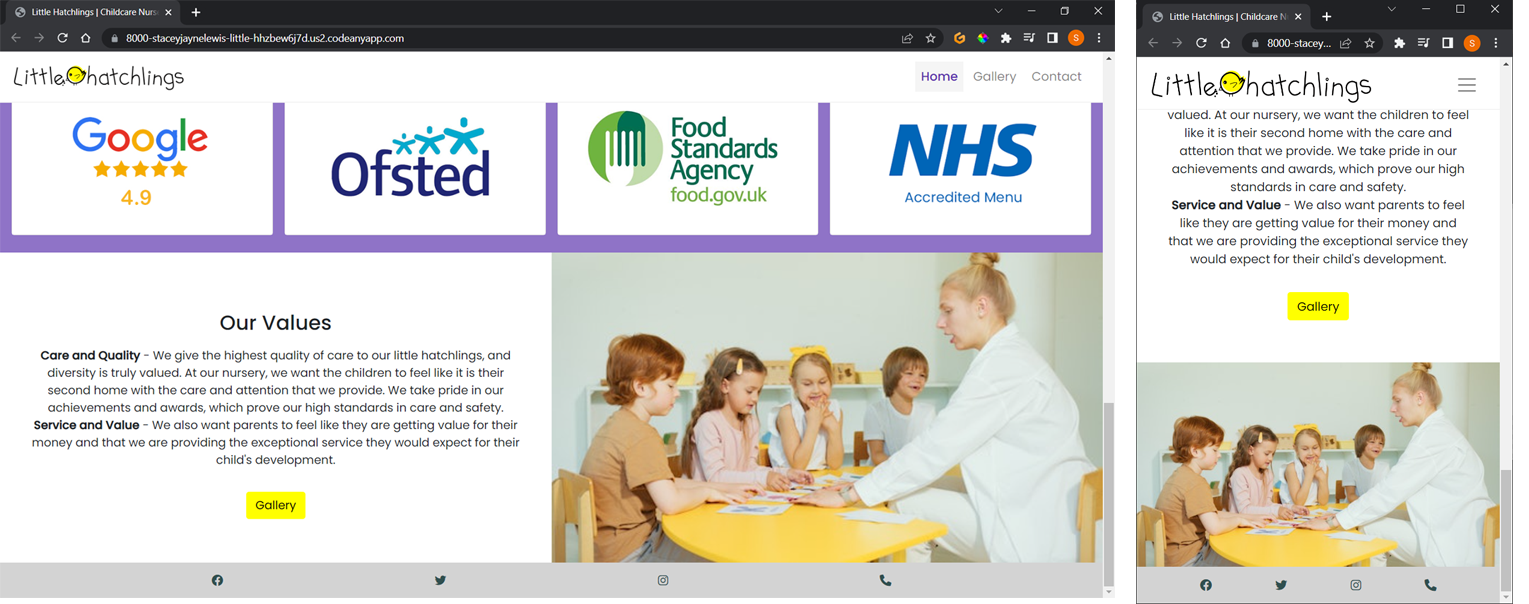 Little Hatchlings | Childcare Nurs
8000-staceyjaynelewis-little-hhzbew6j7d.us2.codeanyapp.com
S
Little hatchlings
Home
Gallery
Contact
Google
4.9
Ofsted
Food
Standards
Agency
food.gov.uk
NHS
Accredited Menu
Our Values
Care and Quality - We give the highest quality of care to our little hatchlings, and
diversity is truly valued. At our nursery, we want the children to feel like it is their
second home with the care and attention that we provide. We take pride in our
achievements and awards, which prove our high standards in care and safety.
Service and Value - We also want parents to feel like they are getting value for their
money and that we are providing the exceptional service they would expect for their
child's development.
Gallery
Little Hatchlings | Childcare N
8000-stacey...
S
Little hatchlings
valued. At our nursery, we want the children to feel
like it is their second home with the care and
attention that we provide. We take pride in our
achievements and awards, which prove our high
standards in care and safety.
Service and Value - We also want parents to feel
like they are getting value for their money and
that we are providing the exceptional service they
would expect for their child's development.
Gallery